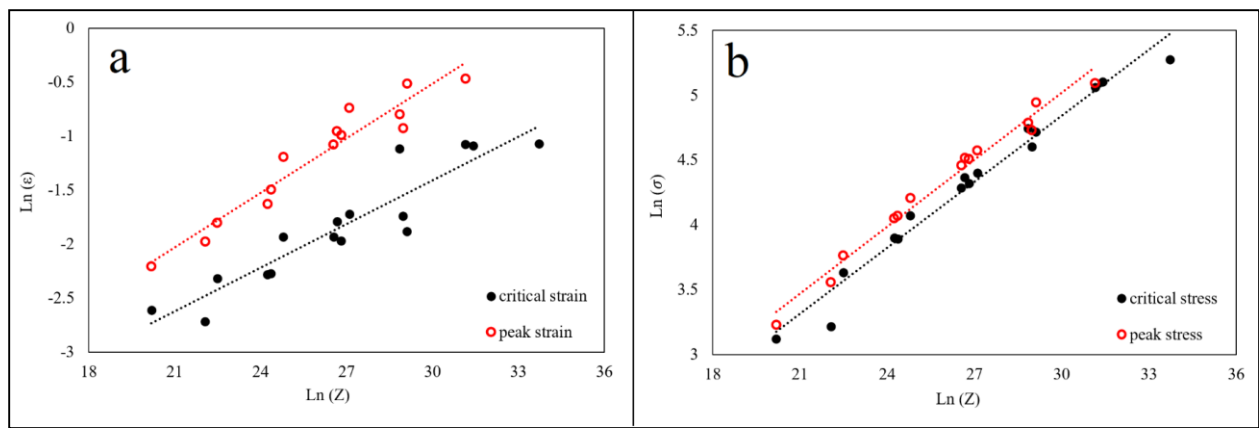 a
0
-0.5
-1
-1.5
-2
-2.5
-3
Ln (ε)
18 21 24 27 30 33 36
Ln (Z)
critical strain
peak strain
b
5.5
5
4.5
4
3.5
3
Ln (σ)
18 21 24 27 30 33 36
Ln (Z)
critical stress
peak stress